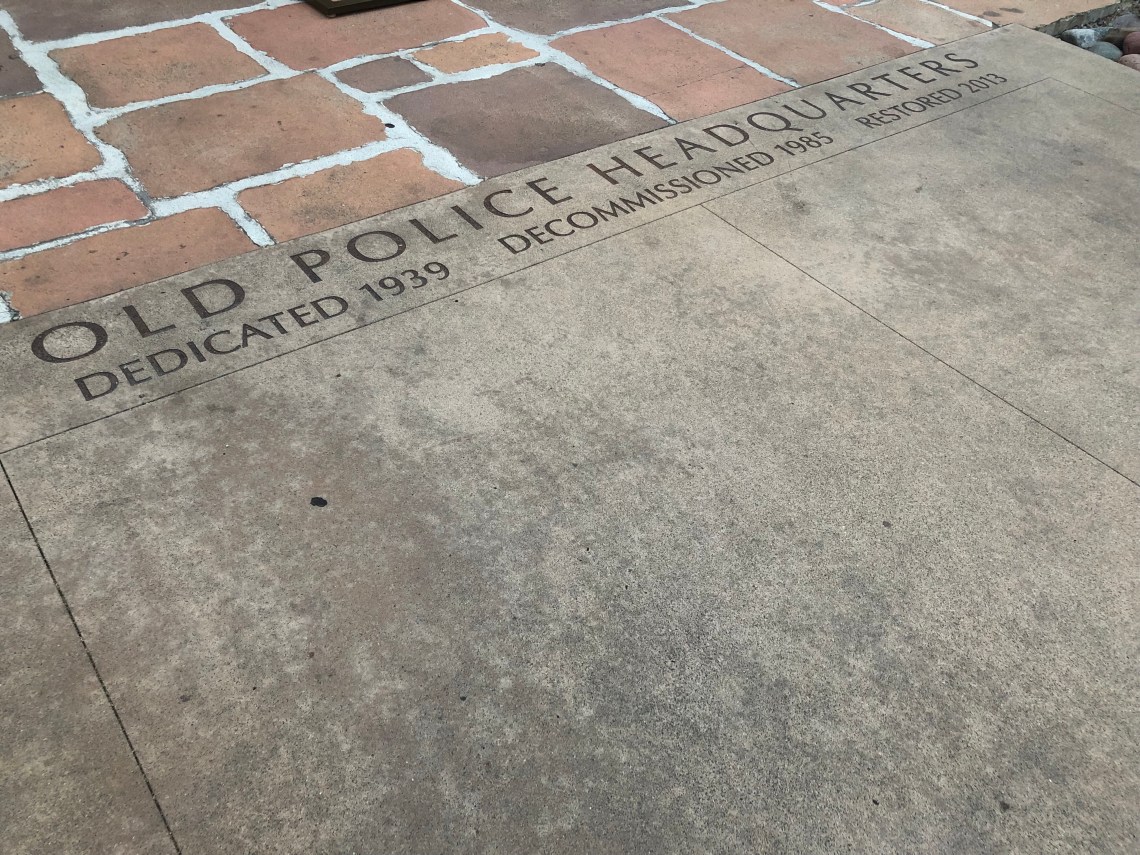 OLD POLICE HEADQUARTERS
DEDICATED 1939 DECOMMISSIONED 1985 RESTORED 2013